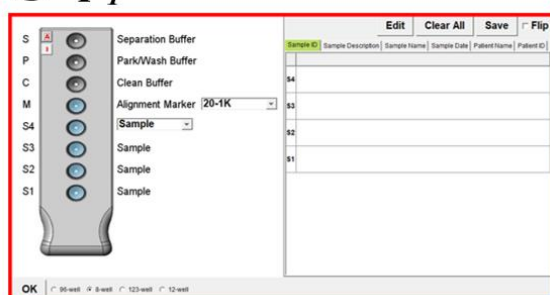 Edit Clear All Save Flip
Sample ID Sample Description Sample Name Sample Date Patient Name Patient ID
S A Separation Buffer
I
P Park/Wash Buffer
C Clean Buffer
M Alignment Marker 20-1K
S4 Sample
S3 Sample
S2 Sample
S1 Sample
S4
S3
S2
S1
OK 96-well 8-well 123-well 12-well